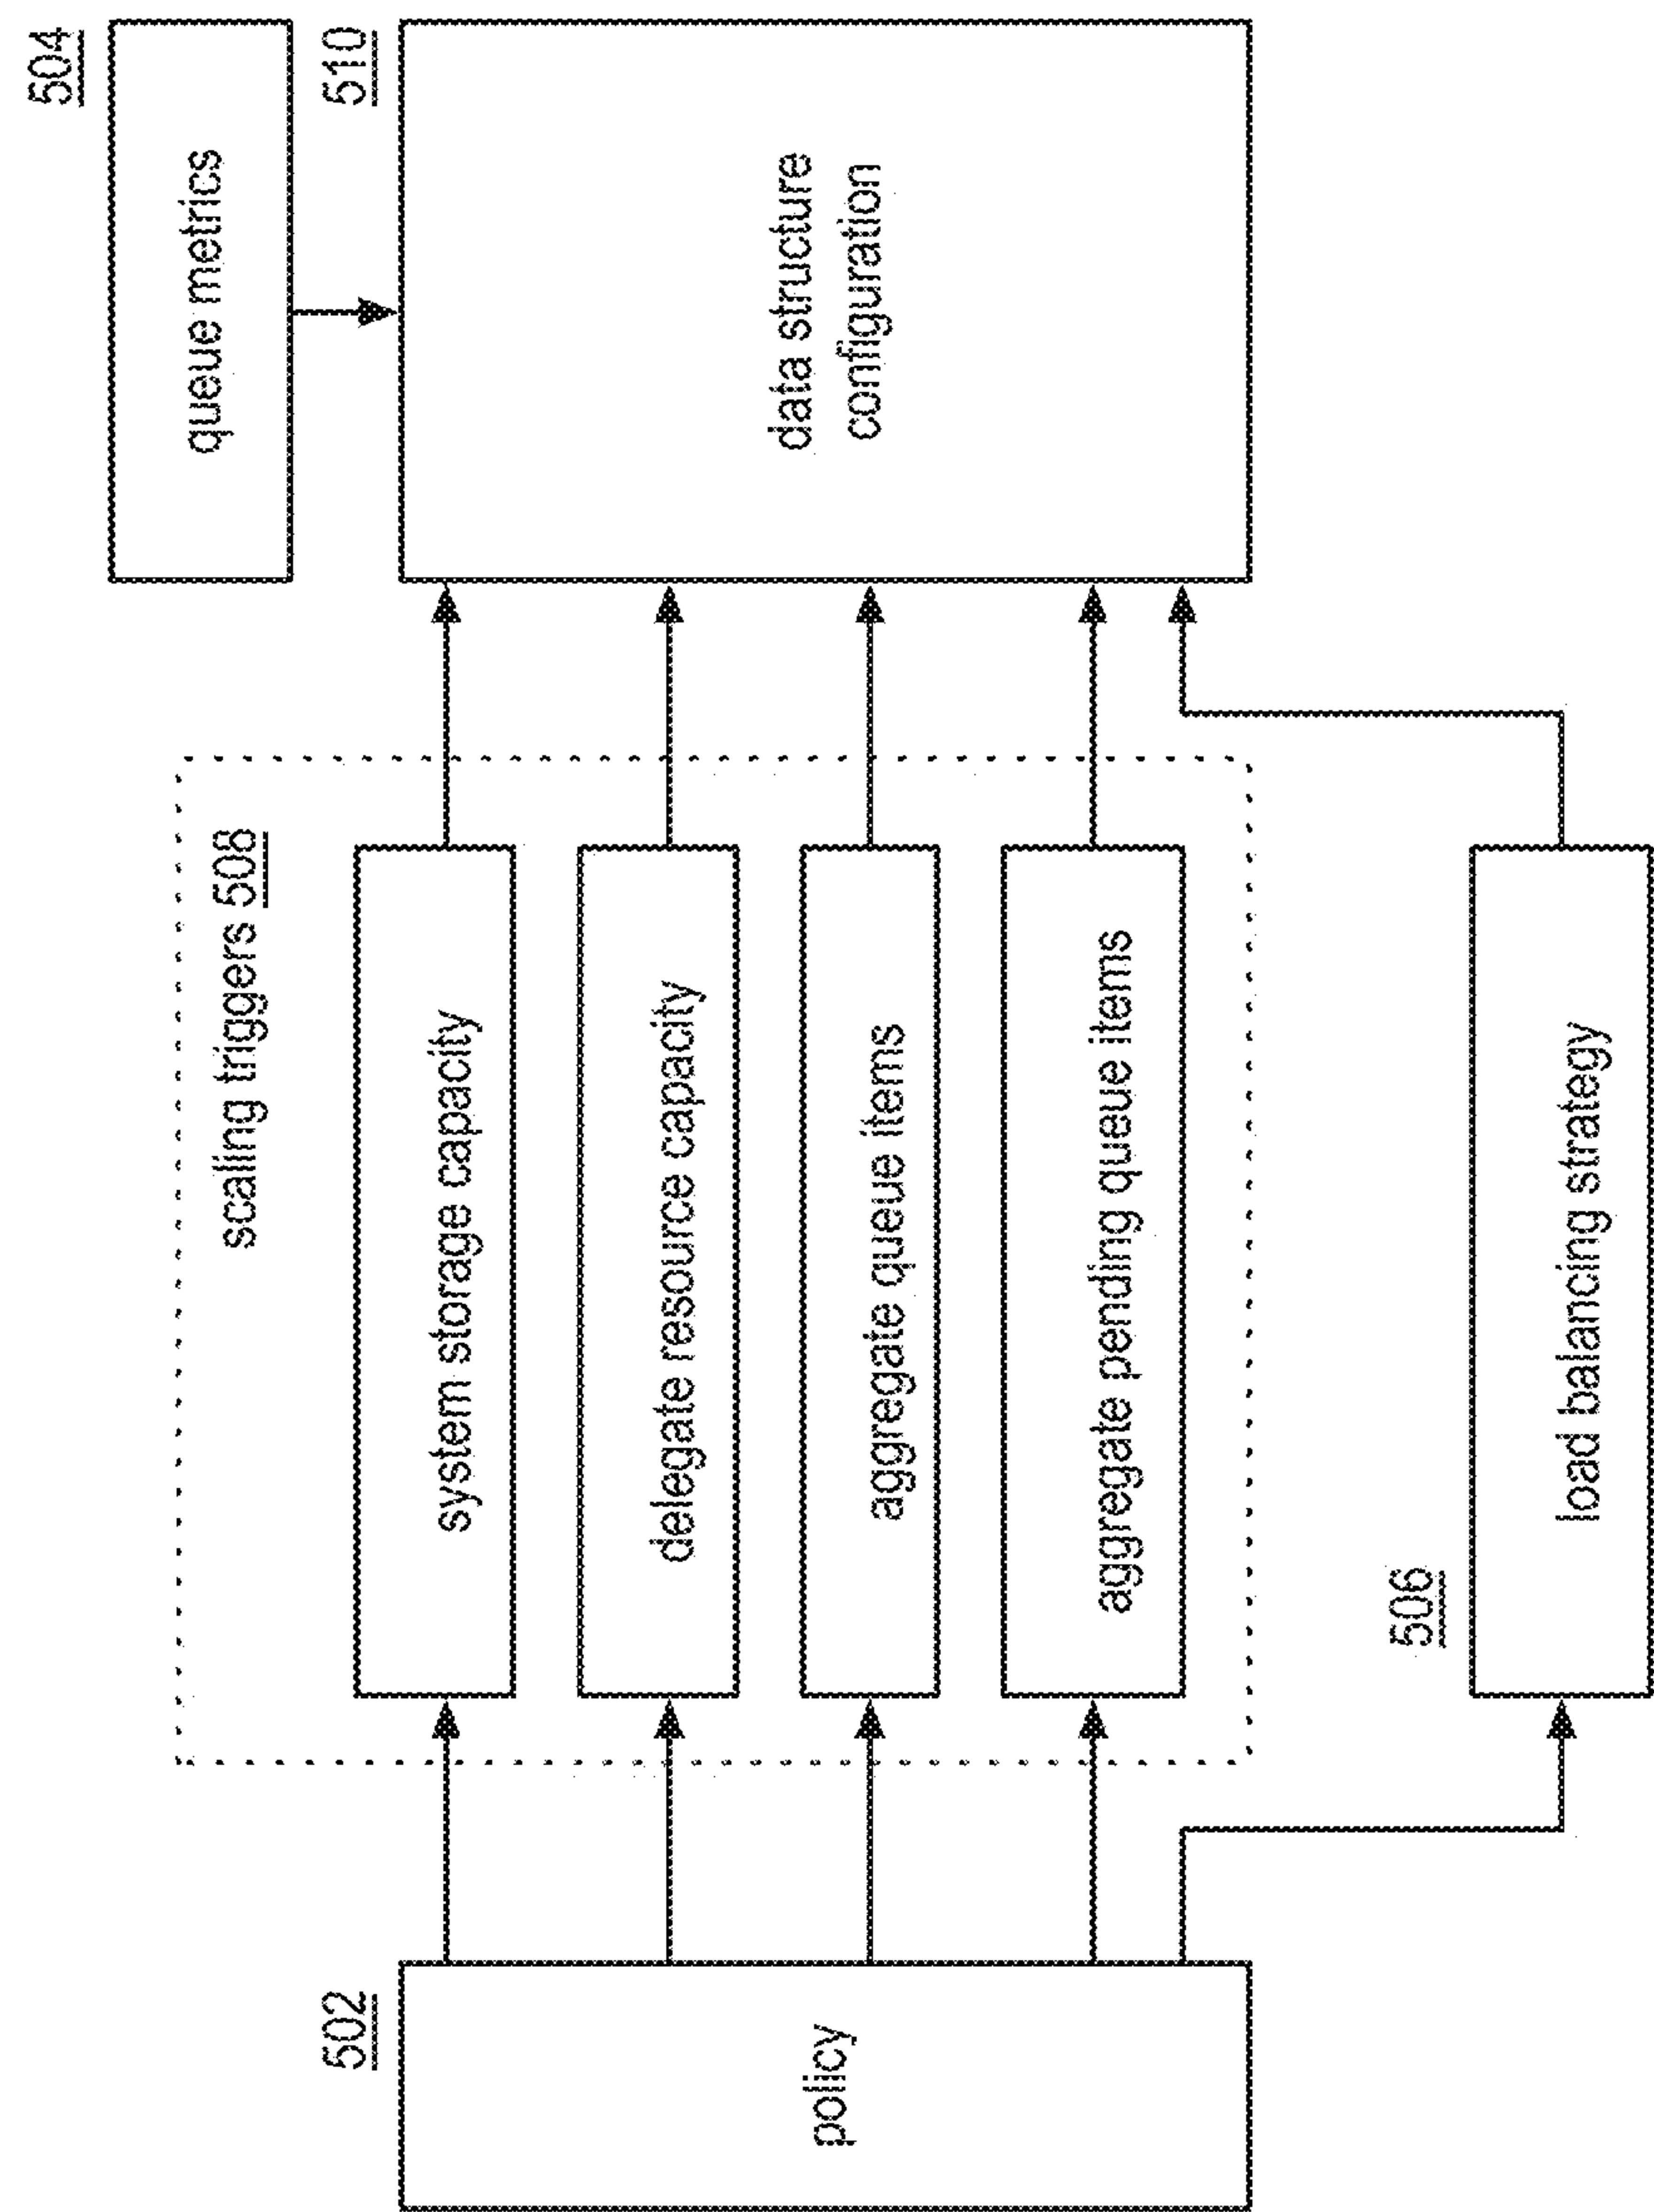 504
queue metrics
510
data structure
configuration
scaling triggers 508
system storage capacity
delegate resource capacity
aggregate queue items
aggregate pending queue items
506
load balancing strategy
502
policy